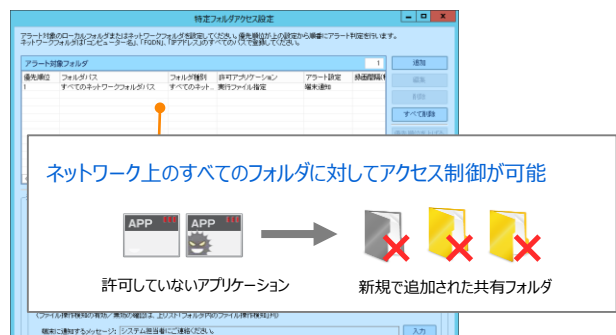 特定フォルダアクセス設定
アラート対象のローカルフォルダまたはネットワークフォルダを設定してください。優先順位が上の設定から順番にアラート判定を行います。
ネットワークフォルダは「コンピューター名」、「FQDN」、「IPアドレス」のすべてのパスで登録してください。
アラート対象フォルダ 1 追加
優先順位 フォルダパス フォルダ種別 許可アプリケーション アラート設定 編集
1 すべてのネットワークフォルダパス すべてのネット... 実行ファイル指定 端末通知
削除
すべて削除
ネットワーク上のすべてのフォルダに対してアクセス制御が可能
APP APP
許可していないアプリケーション 新規で追加された共有フォルダ
端末に通知するメッセージ: システム担当者にご連絡ください。 入力